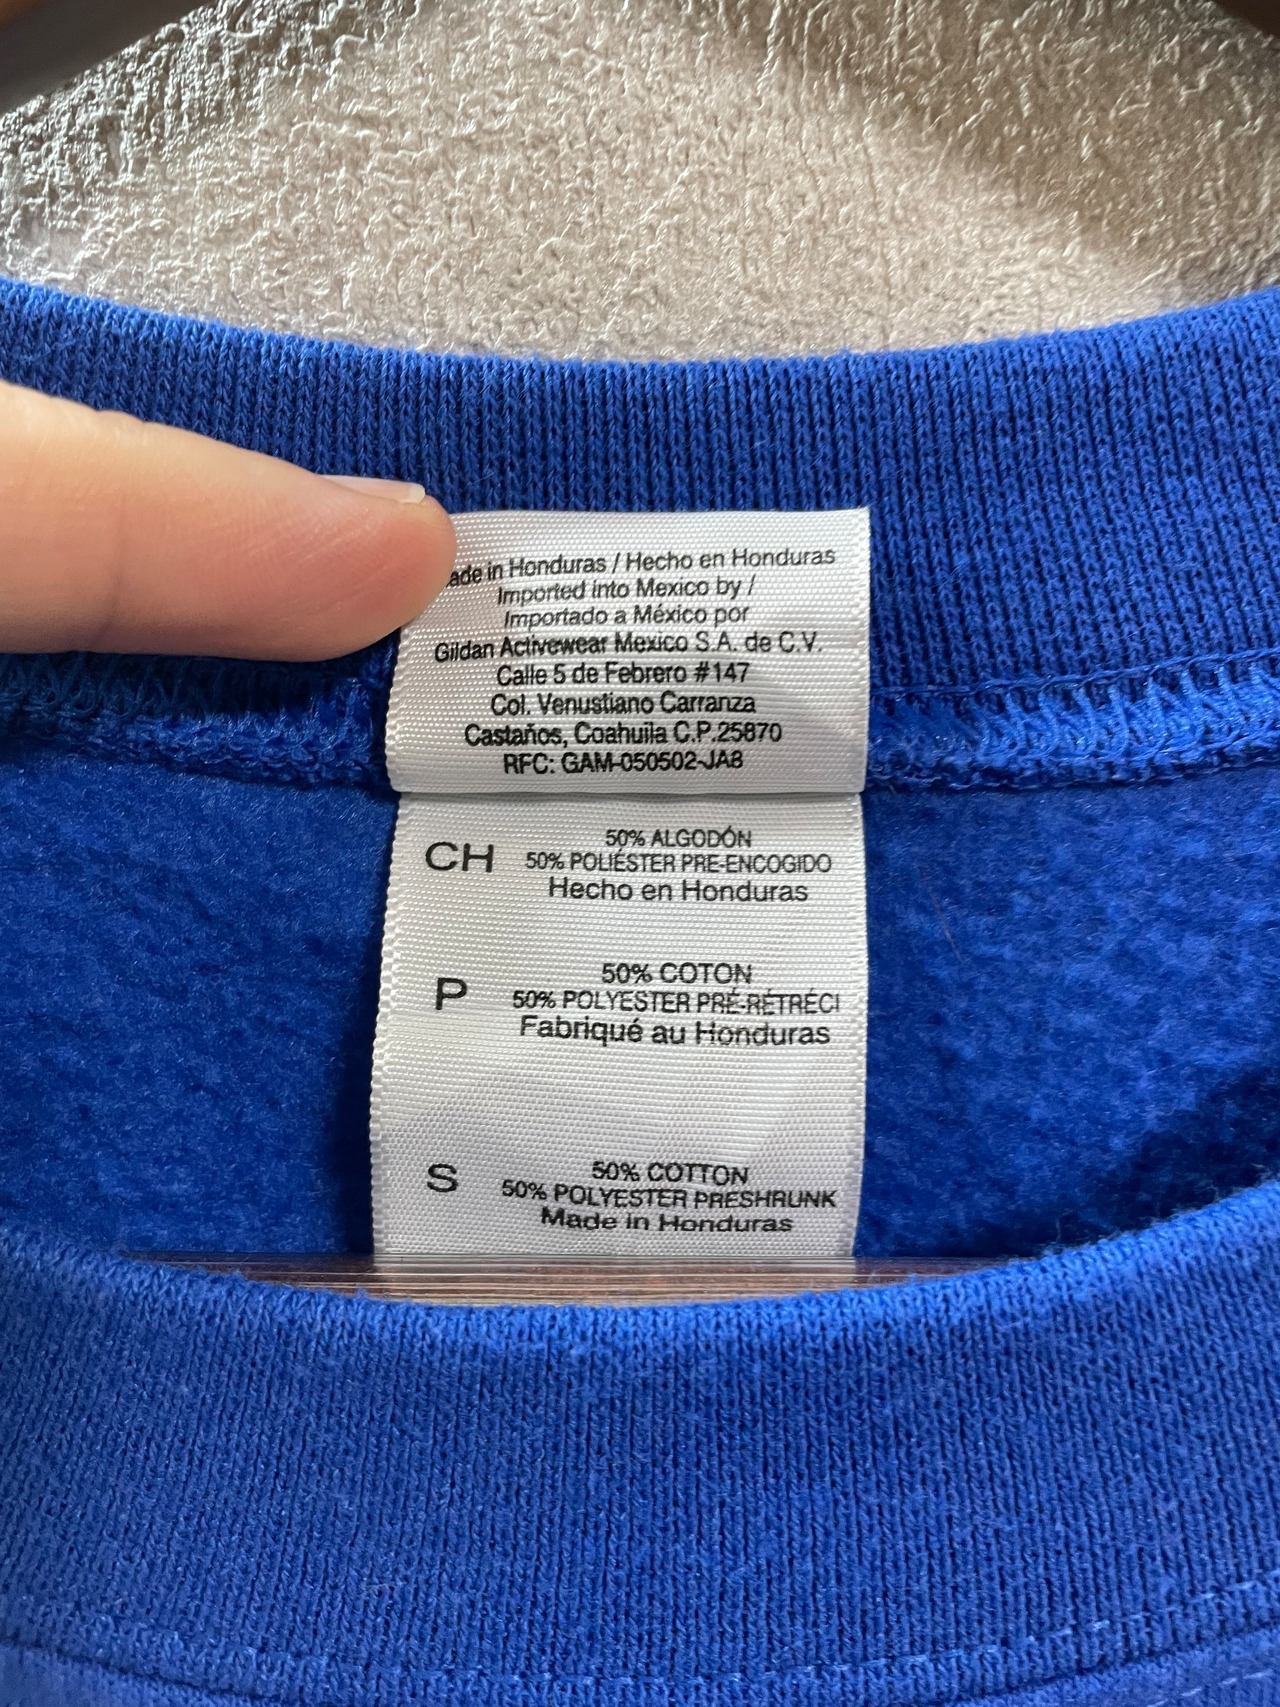 ade in Honduras / Hecho en Honduras
Imported into Mexico by /
Importado a México por
Gildan Activewear Mexico S.A. de C.V.
Calle 5 de Febrero #147
Col. Venustiano Carranza
Castaños, Coahuila C.P.25870
RFC: GAM-050502-JA8
50% ALGODÓN
CH 50% POLIÉSTER PRE-ENCOGIDO
Hecho en Honduras
50% COTON
P 50% POLYESTER PRÉ-RÉTRÉCI
Fabriqué au Honduras
50% COTTON
S 50% POLYESTER PRESHRUNK
Made in Honduras